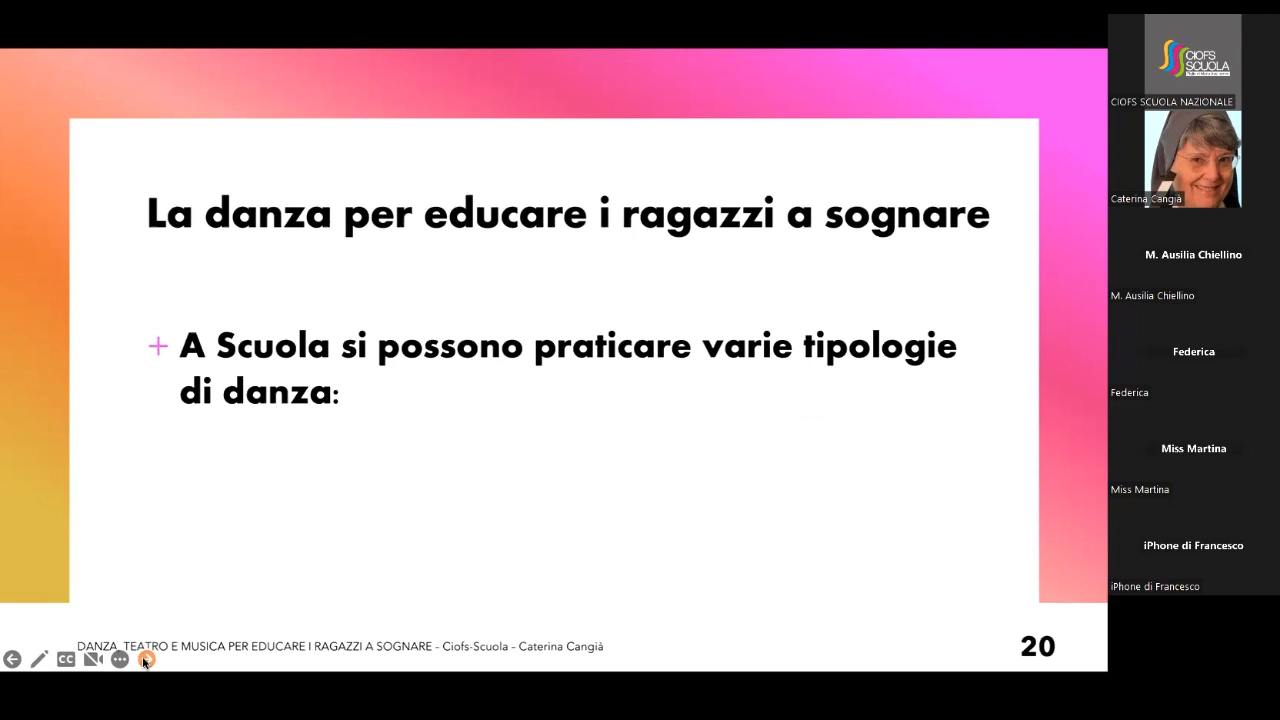 La danza per educare i ragazzi a sognare
+ A Scuola si possono praticare varie tipologie
di danza:
DANZA, TEATRO E MUSICA PER EDUCARE I RAGAZZI A SOGNARE - Ciofs-Scuola - Caterina Cangià
20
CC
CIOFS
SCUOLA
CIOFS SCUOLA NAZIONALE
Caterina Cangià
M. Ausilia Chiellino
M. Ausilia Chiellino
Federica
Federica
Miss Martina
Miss Martina
iPhone di Francesco
iPhone di Francesco